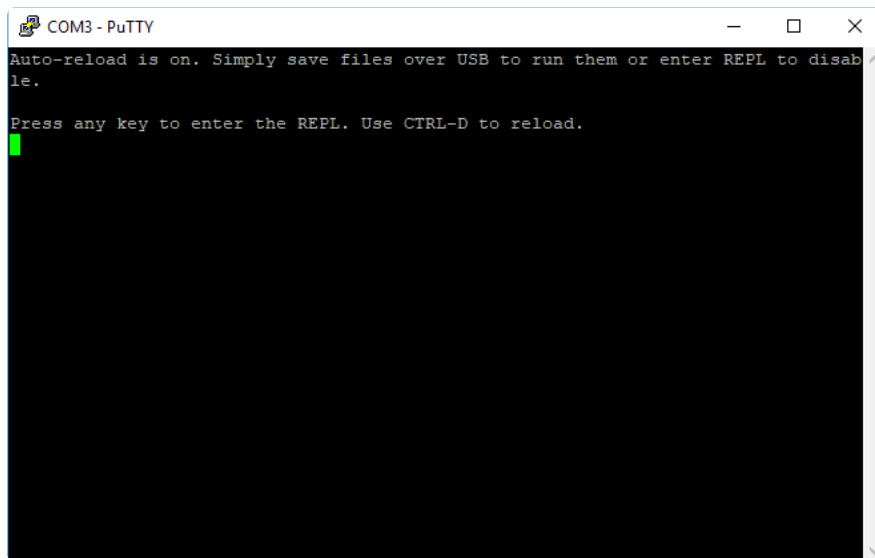 COM3 - PuTTY
Auto-reload is on. Simply save files over USB to run them or enter REPL to disab
le.
Press any key to enter the REPL. Use CTRL-D to reload.